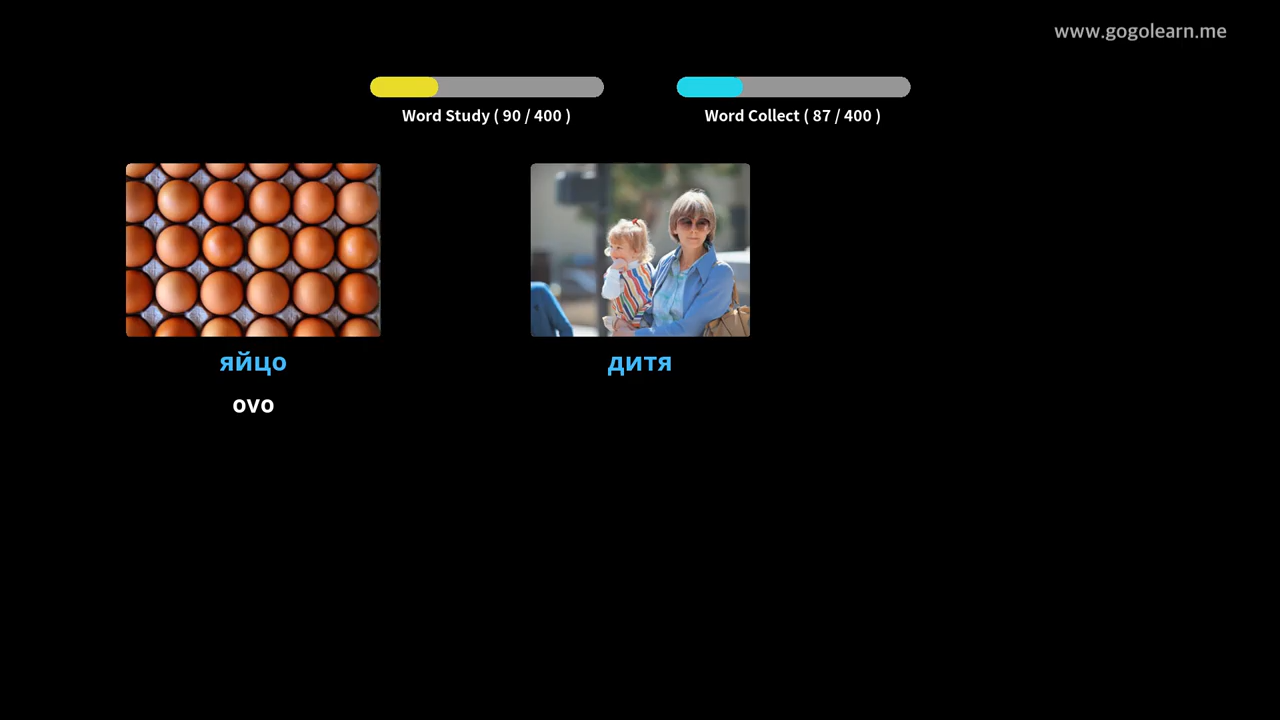 www.gogolearn.me
Word Study ( 90 / 400 )
Word Collect ( 87 / 400 )
яйцо
дитя
ovo